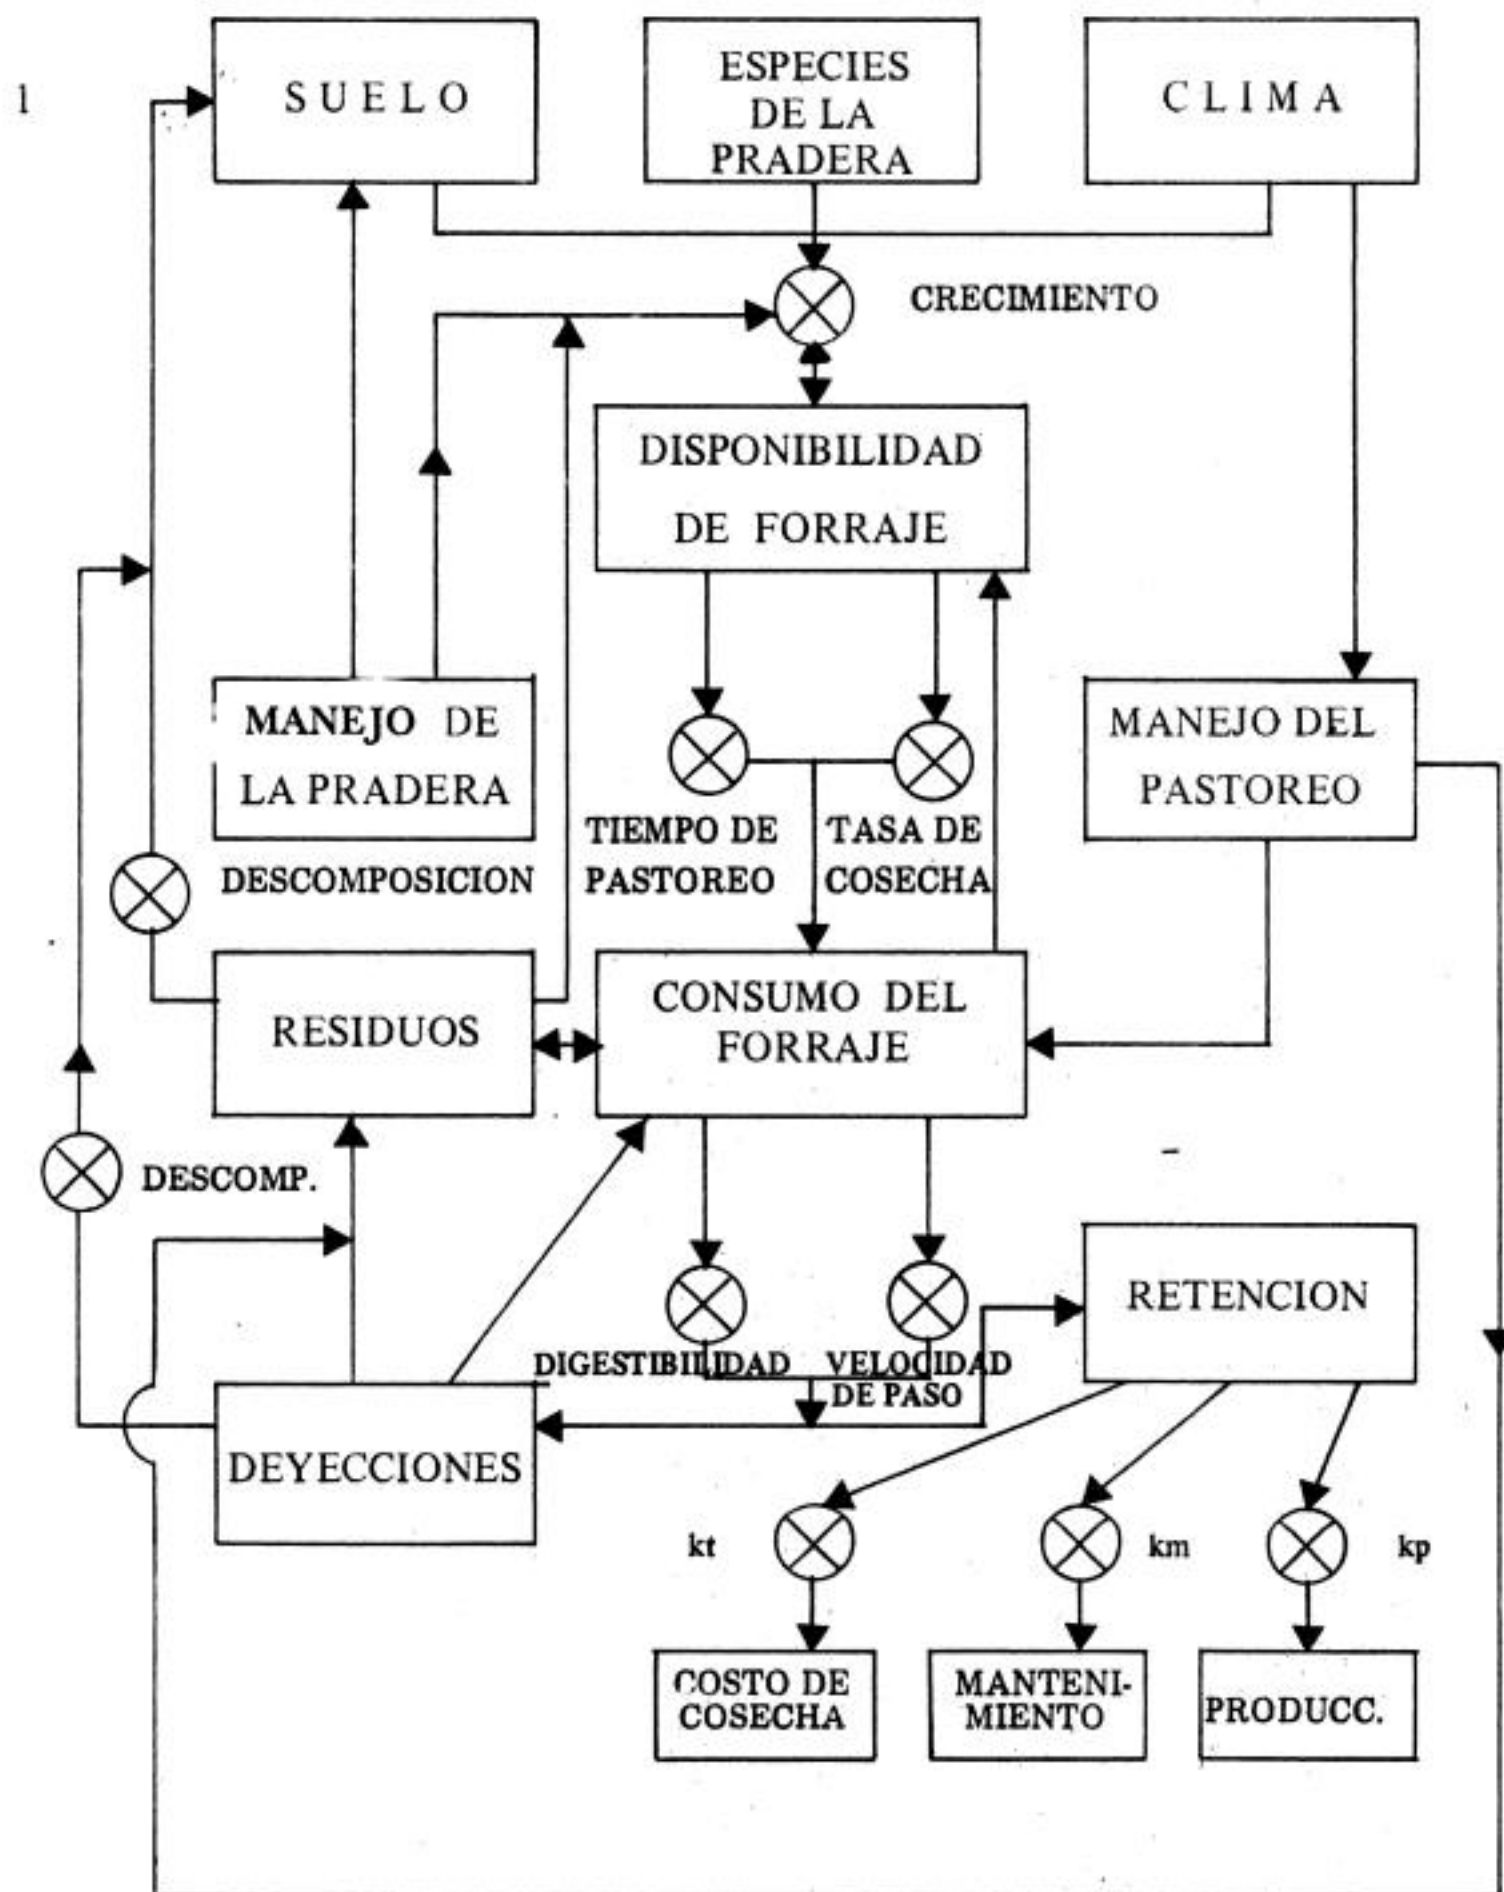 1
SUELO
ESPECIES
DE LA
PRADERA
CLIMA
CRECIMIENTO
DISPONIBILIDAD
DE FORRAJE
MANEJO DE
LA PRADERA
MANEJO DEL
PASTOREO
TIEMPO DE
PASTOREO
TASA DE
COSECHA
DESCOMPOSICION
RESIDUOS
CONSUMO DEL
FORRAJE
DESCOMP.
RETENCION
DIGESTIBILIDAD
VELOCIDAD
DE PASO
DEYECCIONES
kt
km
kp
COSTO DE
COSECHA
MANTENI-
MIENTO
PRODUCC.